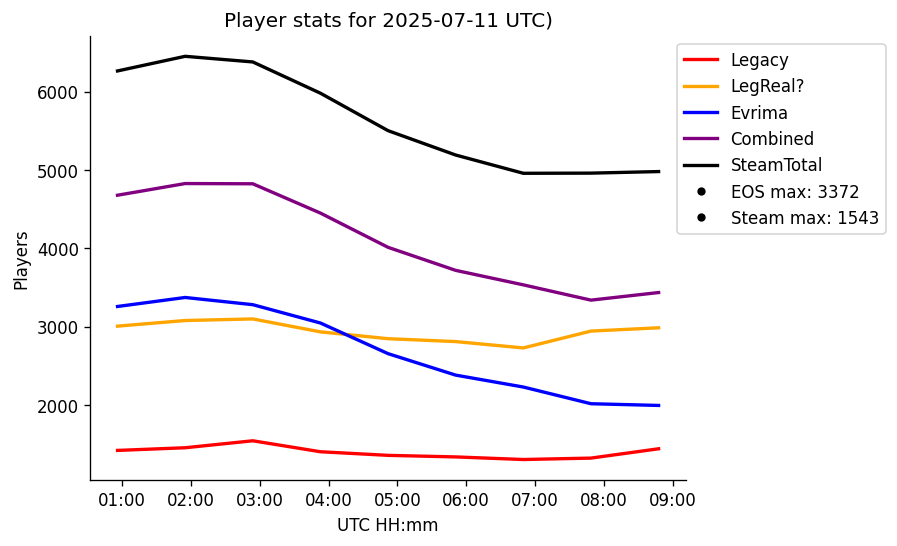 Player stats for 2025-07-11 UTC)
Legacy
LegReal?
Evrima
Combined
SteamTotal
EOS max: 3372
Steam max: 1543
Players
6000
5000
4000
3000
2000
01:00 02:00 03:00 04:00 05:00 06:00 07:00 08:00 09:00
UTC HH:mm